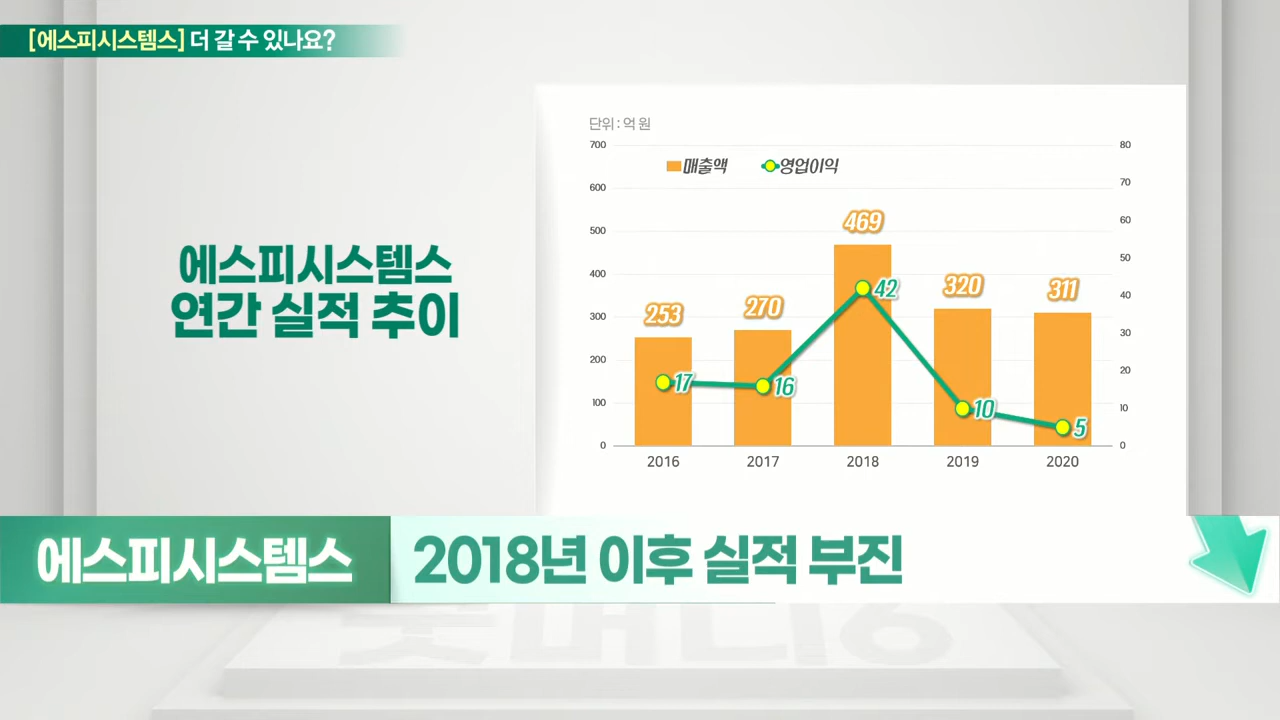 [에스피시스템스] 더 갈 수 있나요?
에스피시스템스
연간 실적 추이
단위 : 억 원
매출액 영업이익
700
600
500
400
300
200
100
0
80
70
60
50
40
30
20
10
0
253 270 469 320 311
17 16 42 10 5
2016 2017 2018 2019 2020
에스피시스템스 2018년 이후 실적 부진